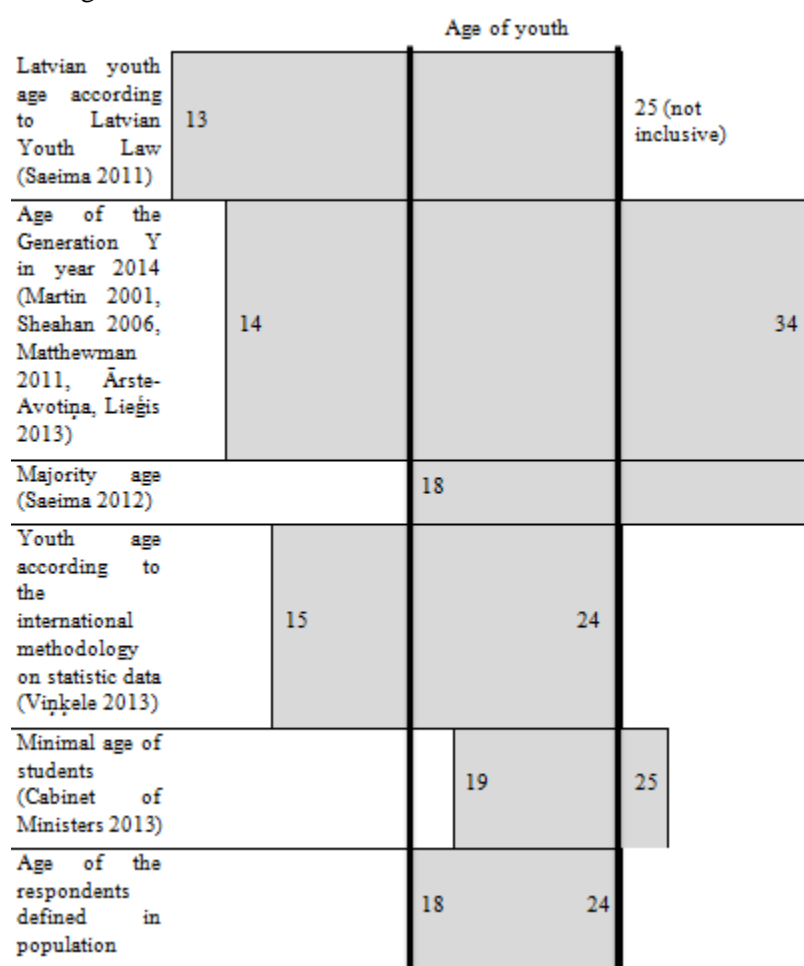 Age of youth
Latvian youth
age according
to Latvian
Youth Law
(Saeima 2011)
13
25 (not
inclusive)
Age of the
Generation Y
in year 2014
(Martin 2001,
Sheahan 2006,
Matthewman
2011, Ārste-
Avotiņa, Lieģis
2013)
14
34
Majority age
(Saeima 2012)
18
Youth age
according to
the
international
methodology
on statistic data
(Viņķele 2013)
15
24
Minimal age of
students
(Cabinet of
Ministers 2013)
19
25
Age of the
respondents
defined in
population
18
24